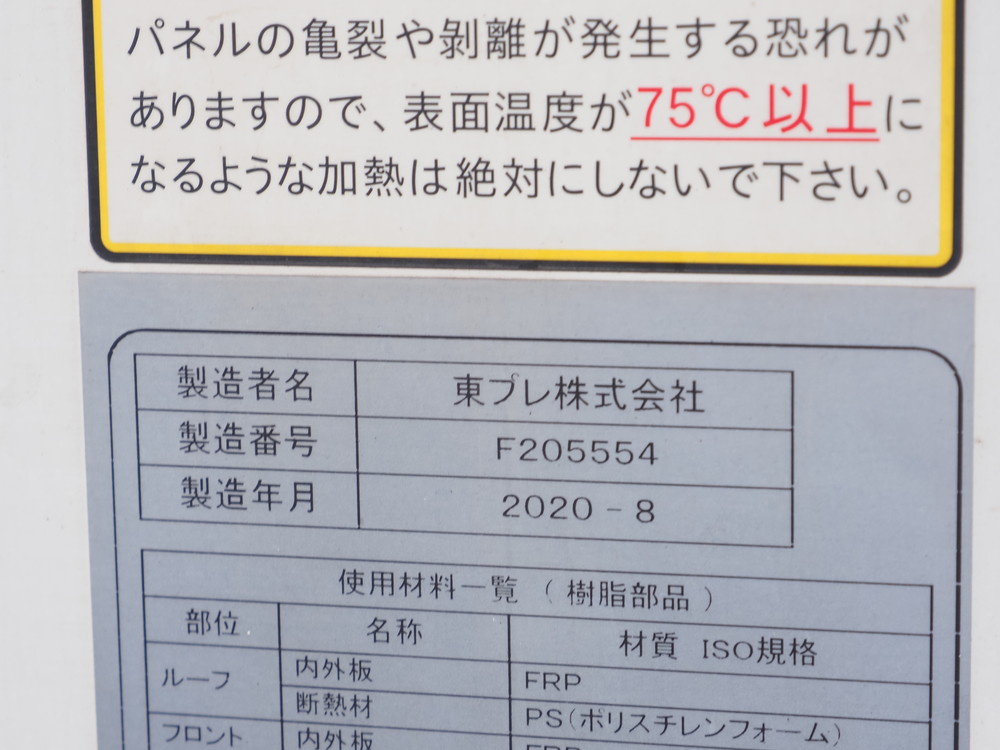 パネルの亀裂や剥離が発生する恐れが
ありますので、表面温度が75℃以上に
なるような加熱は絶対にしないで下さい。
製造者名 東プレ株式会社
製造番号 F205554
製造年月 2020－8
使用材料一覧（樹脂部品）
部位 名称 材質 ISO規格
ルーフ 内外板 FRP
断熱材 PS(ポリスチレンフォーム)
フロント 内外板 FRP